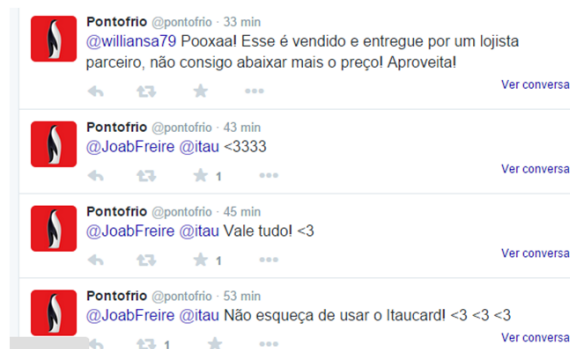 Pontofrio @pontofrio · 33 min
@williansa79 Pooxaa! Esse é vendido e entregue por um lojista
parceiro, não consigo abaixar mais o preço! Aproveita!
Ver conversa
Pontofrio @pontofrio · 43 min
@JoabFreire @itau <3333
1
Ver conversa
Pontofrio @pontofrio · 45 min
@JoabFreire @itau Vale tudo! <3
1
Ver conversa
Pontofrio @pontofrio · 53 min
@JoabFreire @itau Não esqueça de usar o Itaucard! <3 <3 <3
1
Ver conversa